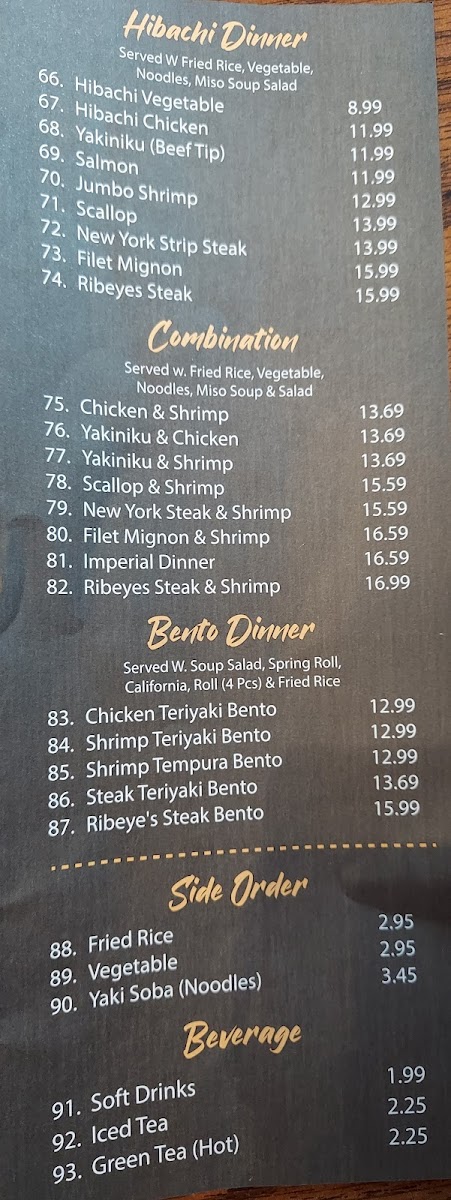 Hibachi Dinner
Served W Fried Rice, Vegetable,
Noodles, Miso Soup Salad
66. Hibachi Vegetable 8.99
67. Hibachi Chicken 11.99
68. Yakiniku (Beef Tip) 11.99
69. Salmon 11.99
70. Jumbo Shrimp 12.99
71. Scallop 13.99
72. New York Strip Steak 13.99
73. Filet Mignon 15.99
74. Ribeyes Steak 15.99
Combination
Served w. Fried Rice, Vegetable,
Noodles, Miso Soup & Salad
75. Chicken & Shrimp 13.69
76. Yakiniku & Chicken 13.69
77. Yakiniku & Shrimp 13.69
78. Scallop & Shrimp 15.59
79. New York Steak & Shrimp 15.59
80. Filet Mignon & Shrimp 16.59
81. Imperial Dinner 16.59
82. Ribeyes Steak & Shrimp 16.99
Bento Dinner
Served W. Soup Salad, Spring Roll,
California, Roll (4 Pcs) & Fried Rice
83. Chicken Teriyaki Bento 12.99
84. Shrimp Teriyaki Bento 12.99
85. Shrimp Tempura Bento 12.99
86. Steak Teriyaki Bento 13.69
87. Ribeye's Steak Bento 15.99
Side Order
88. Fried Rice 2.95
89. Vegetable 2.95
90. Yaki Soba (Noodles) 3.45
Beverage
91. Soft Drinks 1.99
92. Iced Tea 2.25
93. Green Tea (Hot) 2.25